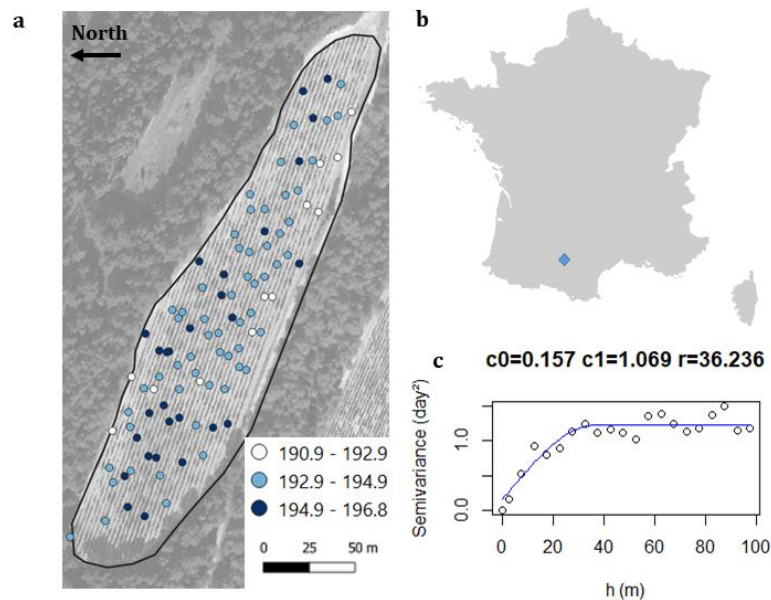 a
North
190.9 - 192.9
192.9 - 194.9
194.9 - 196.8
0 25 50 m
b
c
c0=0.157 c1=1.069 r=36.236
Semivariance (day²)
0.0 1.0
0 20 40 60 80 100
h (m)